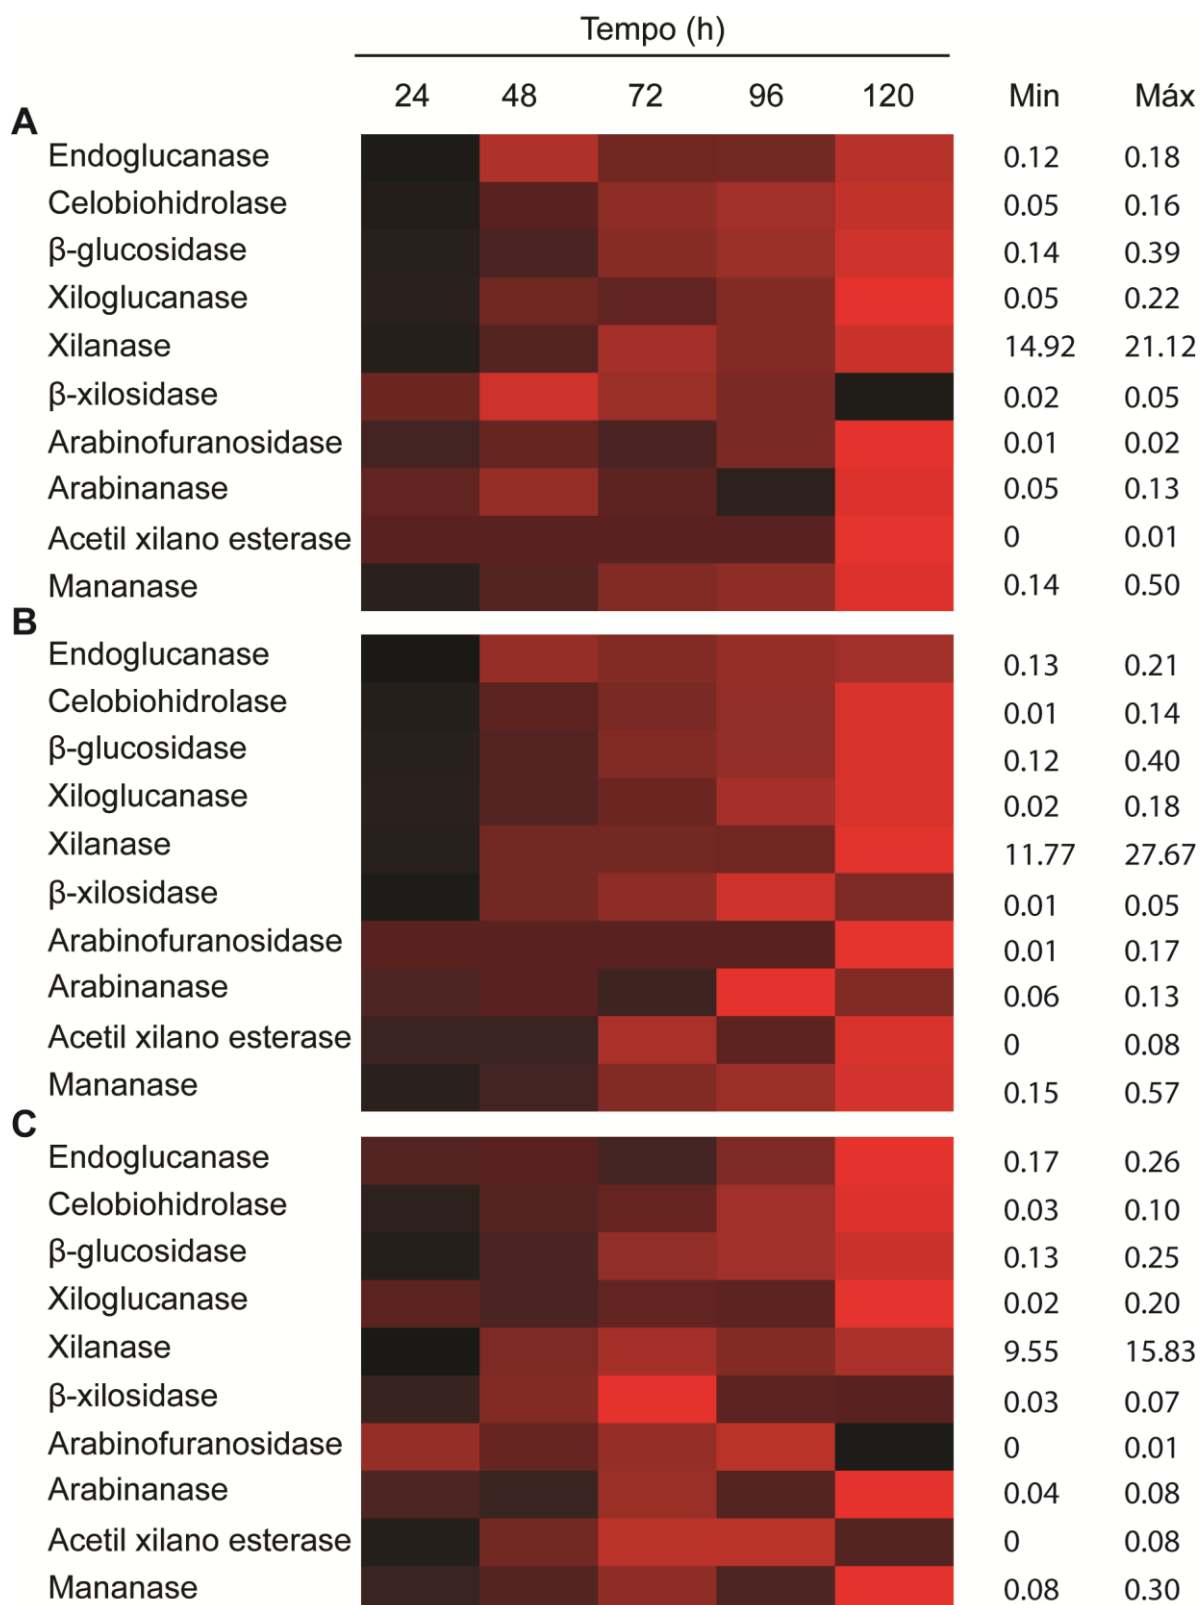 Tempo (h)
24 48 72 96 120 Min Máx
A
Endoglucanase 0.12 0.18
Celobiohidrolase 0.05 0.16
β-glucosidase 0.14 0.39
Xiloglucanase 0.05 0.22
Xilanase 14.92 21.12
β-xilosidase 0.02 0.05
Arabinofuranosidase 0.01 0.02
Arabinanase 0.05 0.13
Acetil xilano esterase 0 0.01
Mananase 0.14 0.50
B
Endoglucanase 0.13 0.21
Celobiohidrolase 0.01 0.14
β-glucosidase 0.12 0.40
Xiloglucanase 0.02 0.18
Xilanase 11.77 27.67
β-xilosidase 0.01 0.05
Arabinofuranosidase 0.01 0.17
Arabinanase 0.06 0.13
Acetil xilano esterase 0 0.08
Mananase 0.15 0.57
C
Endoglucanase 0.17 0.26
Celobiohidrolase 0.03 0.10
β-glucosidase 0.13 0.25
Xiloglucanase 0.02 0.20
Xilanase 9.55 15.83
β-xilosidase 0.03 0.07
Arabinofuranosidase 0 0.01
Arabinanase 0.04 0.08
Acetil xilano esterase 0 0.08
Mananase 0.08 0.30